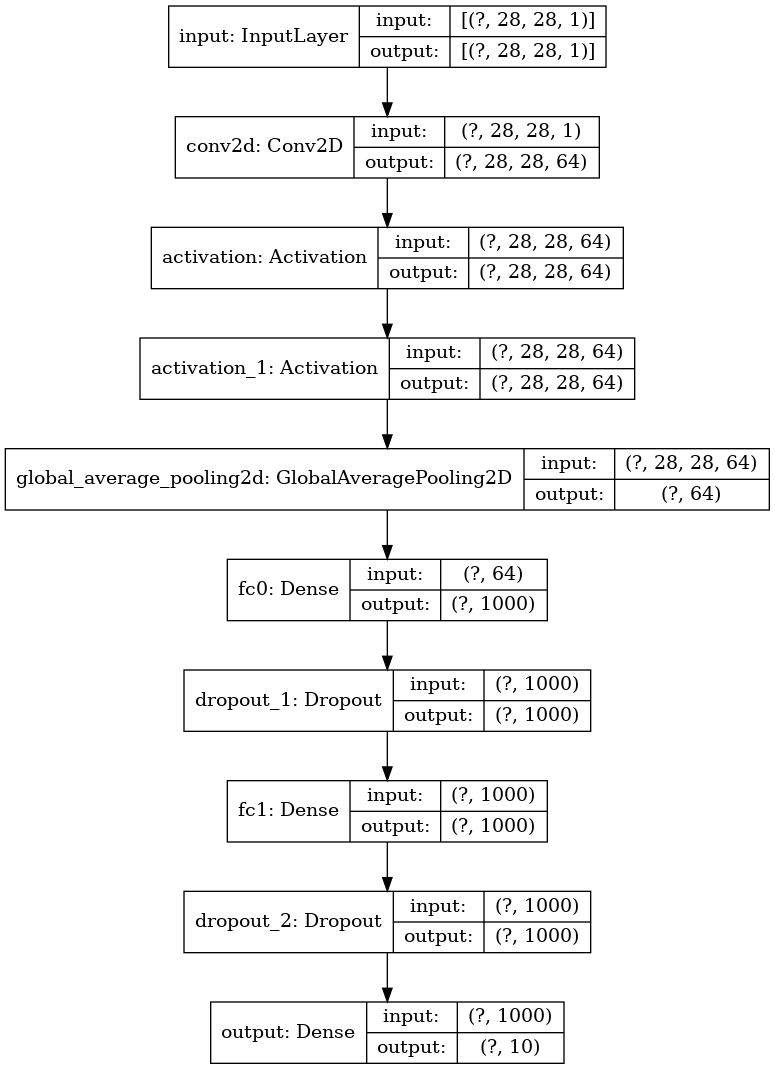 input: InputLayer
input: [(?, 28, 28, 1)]
output: [(?, 28, 28, 1)]
conv2d: Conv2D
input: (?, 28, 28, 1)
output: (?, 28, 28, 64)
activation: Activation
input: (?, 28, 28, 64)
output: (?, 28, 28, 64)
activation_1: Activation
input: (?, 28, 28, 64)
output: (?, 28, 28, 64)
global_average_pooling2d: GlobalAveragePooling2D
input: (?, 28, 28, 64)
output: (?, 64)
fc0: Dense
input: (?, 64)
output: (?, 1000)
dropout_1: Dropout
input: (?, 1000)
output: (?, 1000)
fc1: Dense
input: (?, 1000)
output: (?, 1000)
dropout_2: Dropout
input: (?, 1000)
output: (?, 1000)
output: Dense
input: (?, 1000)
output: (?, 10)